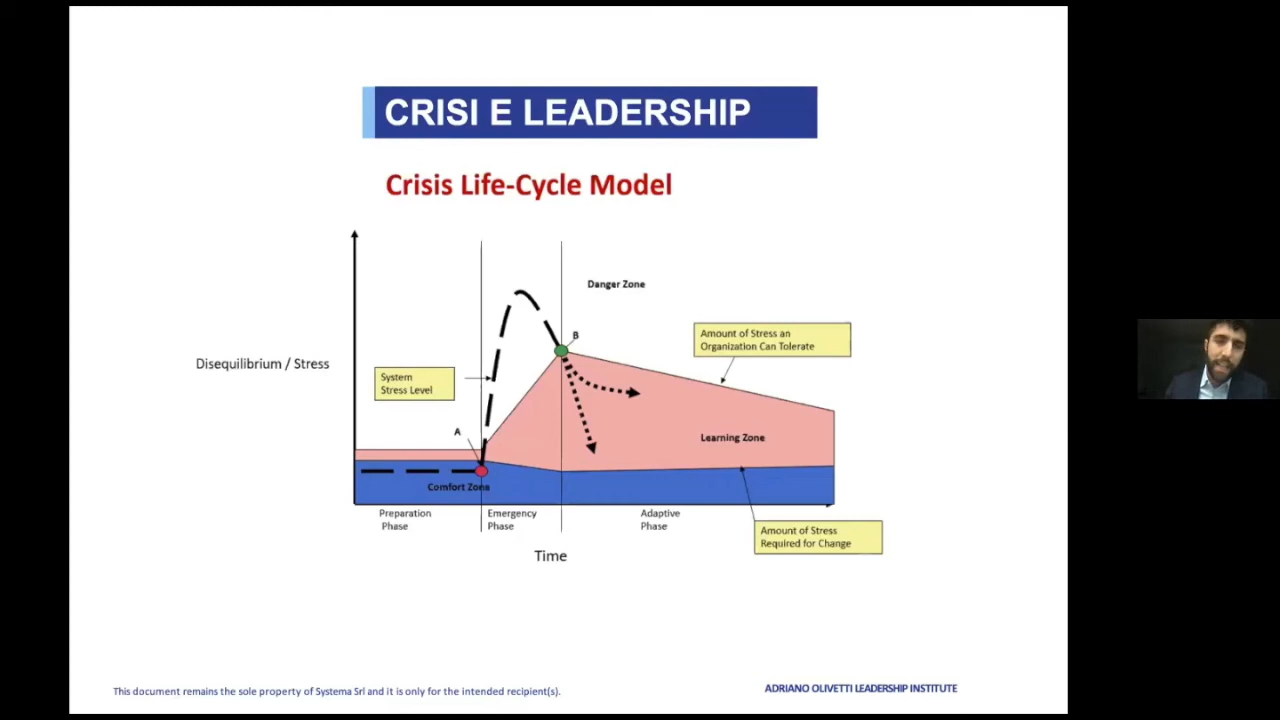 CRISI E LEADERSHIP
Crisis Life-Cycle Model
Danger Zone
B
Amount of Stress an
Organization Can Tolerate
Disequilibrium / Stress
System
Stress Level
A
Learning Zone
Comfort Zone
Preparation
Phase
Emergency
Phase
Adaptive
Phase
Amount of Stress
Required for Change
Time
This document remains the sole property of Systema Srl and it is only for the intended recipient(s).
ADRIANO OLIVETTI LEADERSHIP INSTITUTE